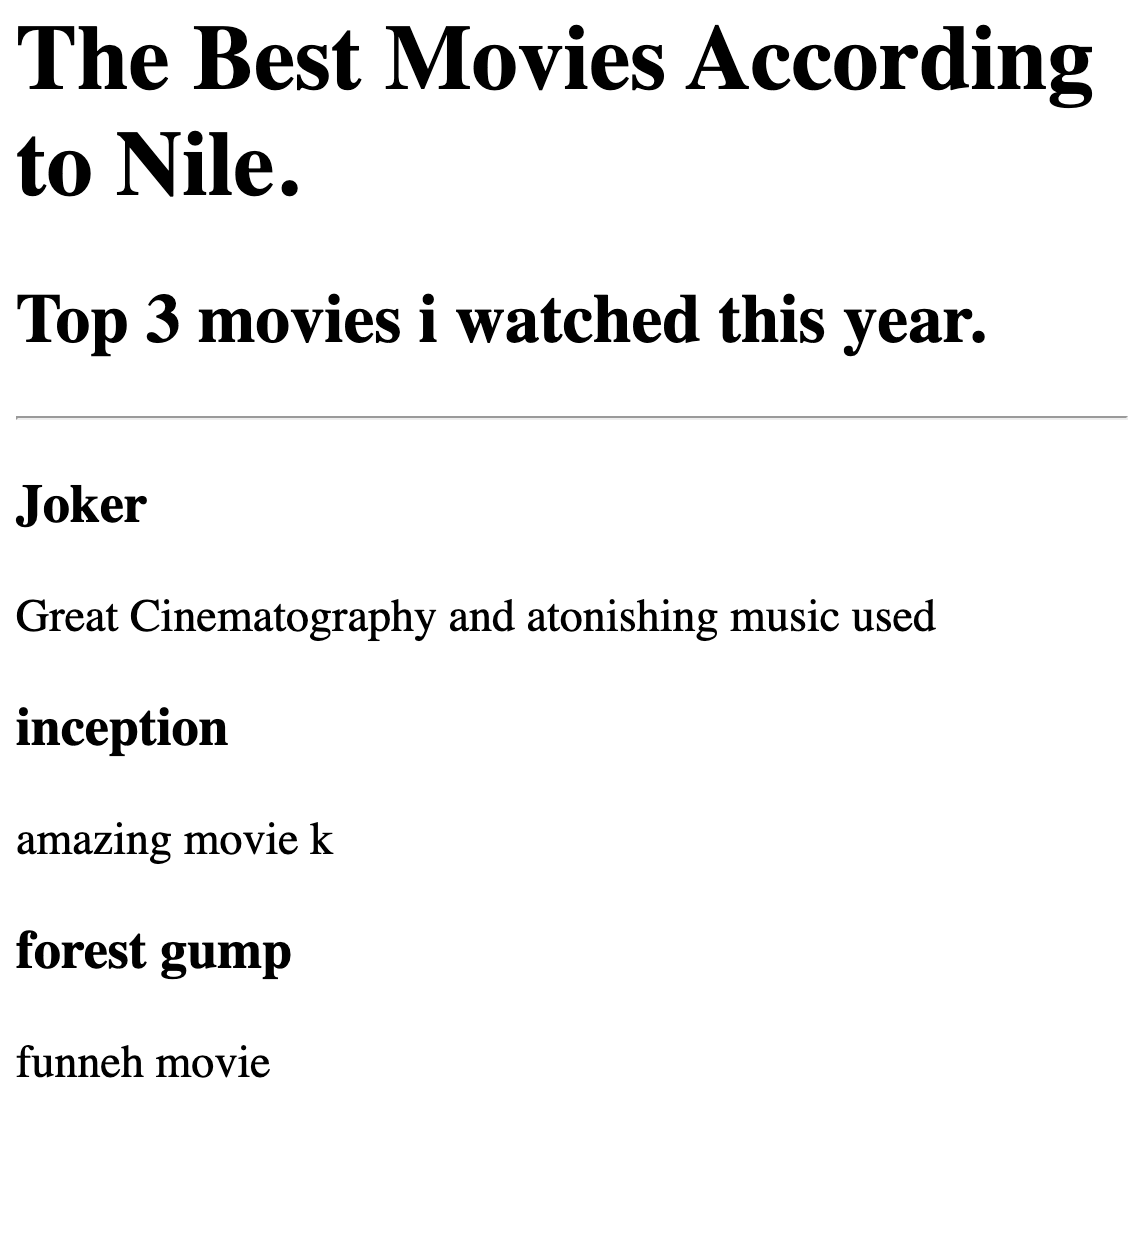 The Best Movies According
to Nile.
Top 3 movies i watched this year.
Joker
Great Cinematography and atonishing music used
inception
amazing movie k
forest gump
funneh movie